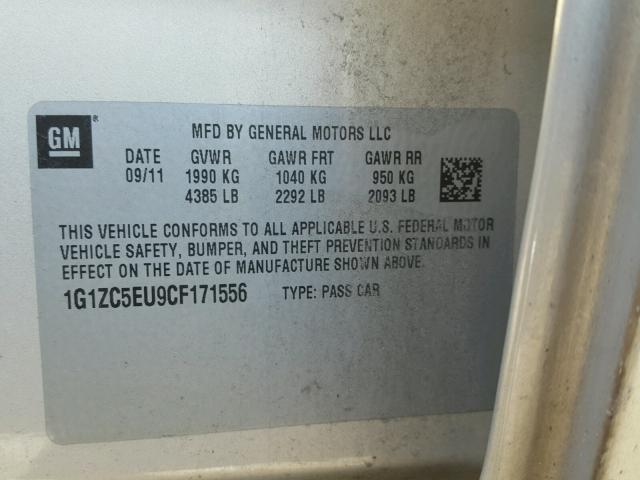 GM
®
MFD BY GENERAL MOTORS LLC
DATE GVWR GAWR FRT GAWR RR
09/11 1990 KG 1040 KG 950 KG
4385 LB 2292 LB 2093 LB
THIS VEHICLE CONFORMS TO ALL APPLICABLE U.S. FEDERAL MOTOR
VEHICLE SAFETY, BUMPER, AND THEFT PREVENTION STANDARDS IN
EFFECT ON THE DATE OF MANUFACTURE SHOWN ABOVE.
1G1ZC5EU9CF171556 TYPE: PASS CAR